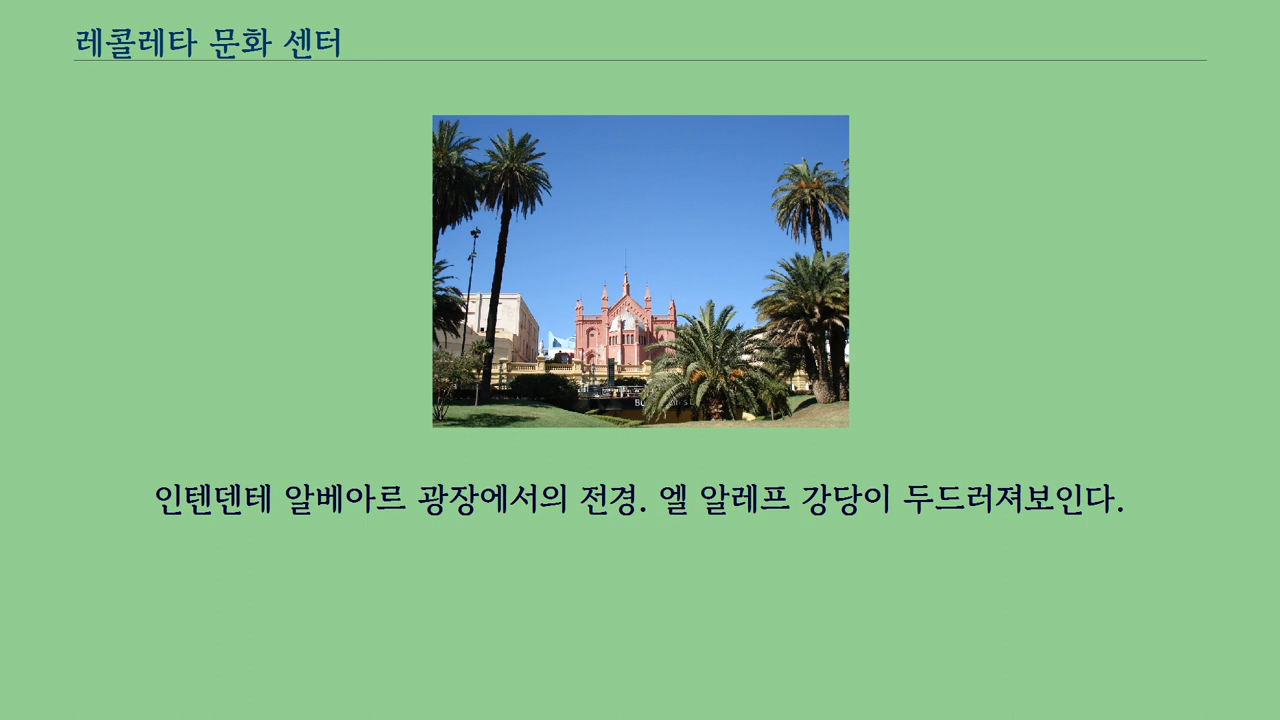 레콜레타 문화 센터
인텐덴테 알베아르 광장에서의 전경. 엘 알레프 강당이 두드러져보인다.